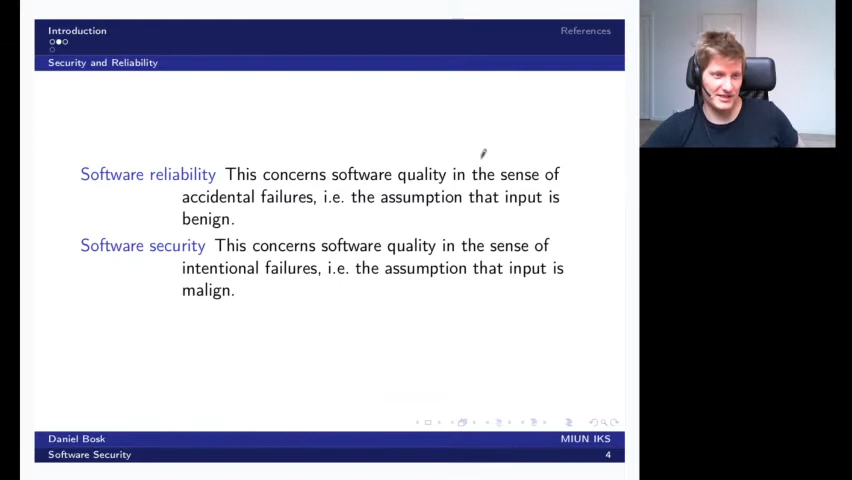 Introduction
References
Security and Reliability
Software reliability This concerns software quality in the sense of
accidental failures, i.e. the assumption that input is
benign.
Software security This concerns software quality in the sense of
intentional failures, i.e. the assumption that input is
malign.
Daniel Bosk
MIUN IKS
Software Security
4